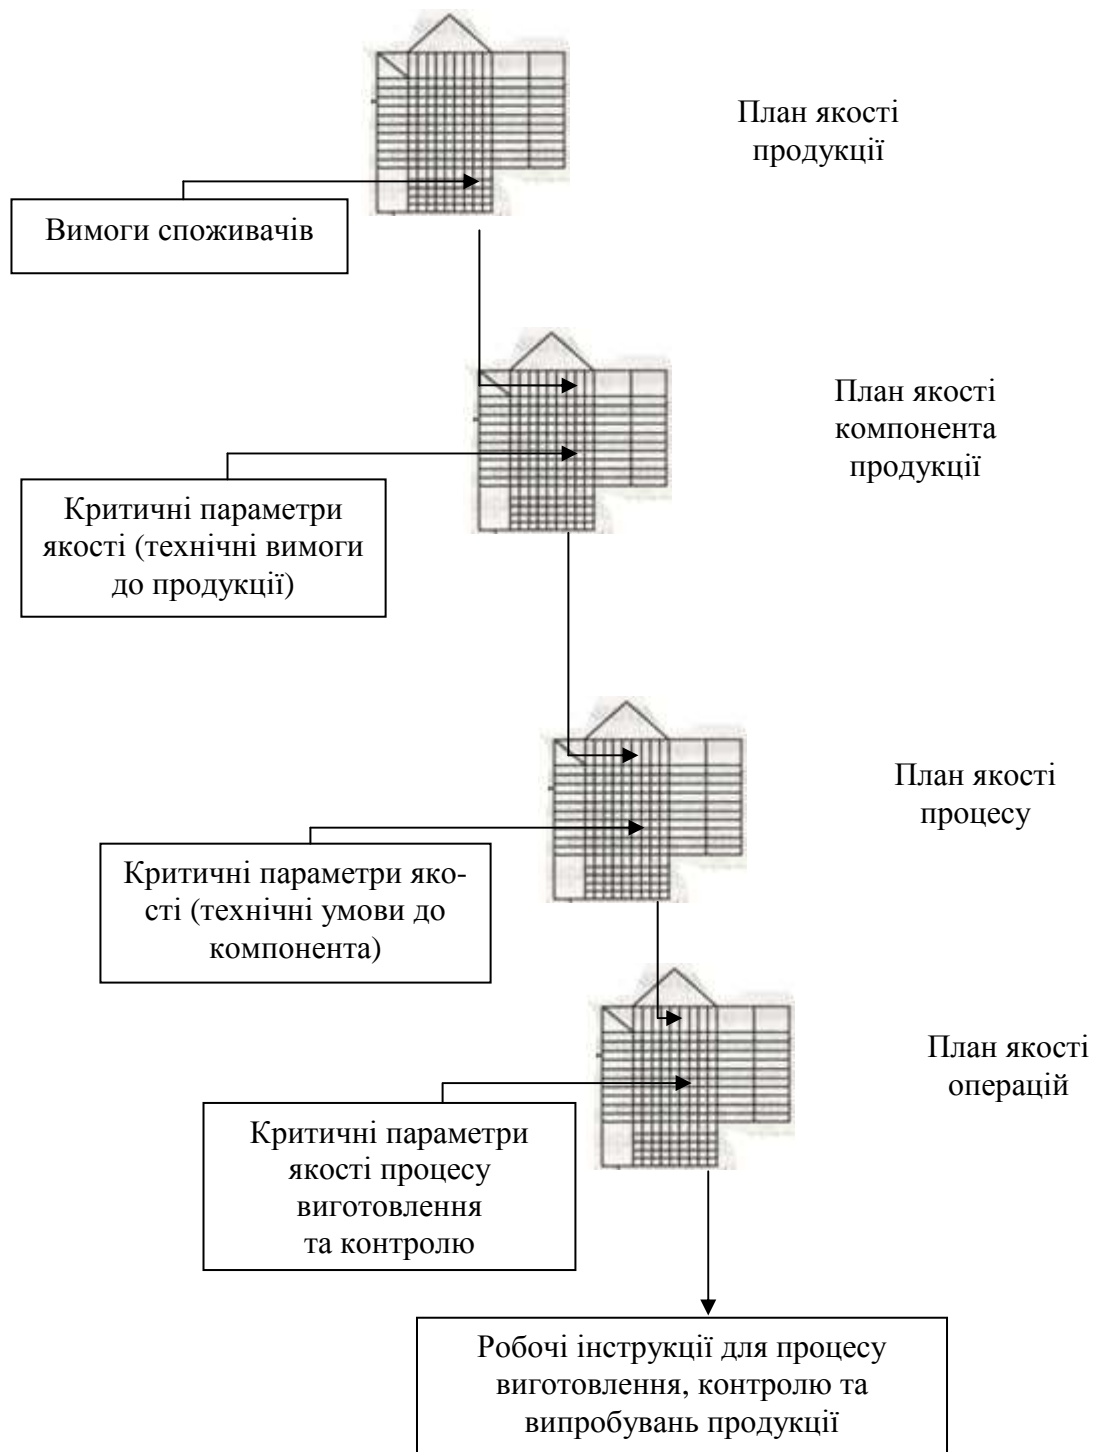 План якості
продукції
Вимоги споживачів
План якості
компонента
продукції
Критичні параметри
якості (технічні вимоги
до продукції)
План якості
процесу
Критичні параметри яко-
сті (технічні умови до
компонента)
План якості
операцій
Критичні параметри
якості процесу
виготовлення
та контролю
Робочі інструкції для процесу
виготовлення, контролю та
випробувань продукції